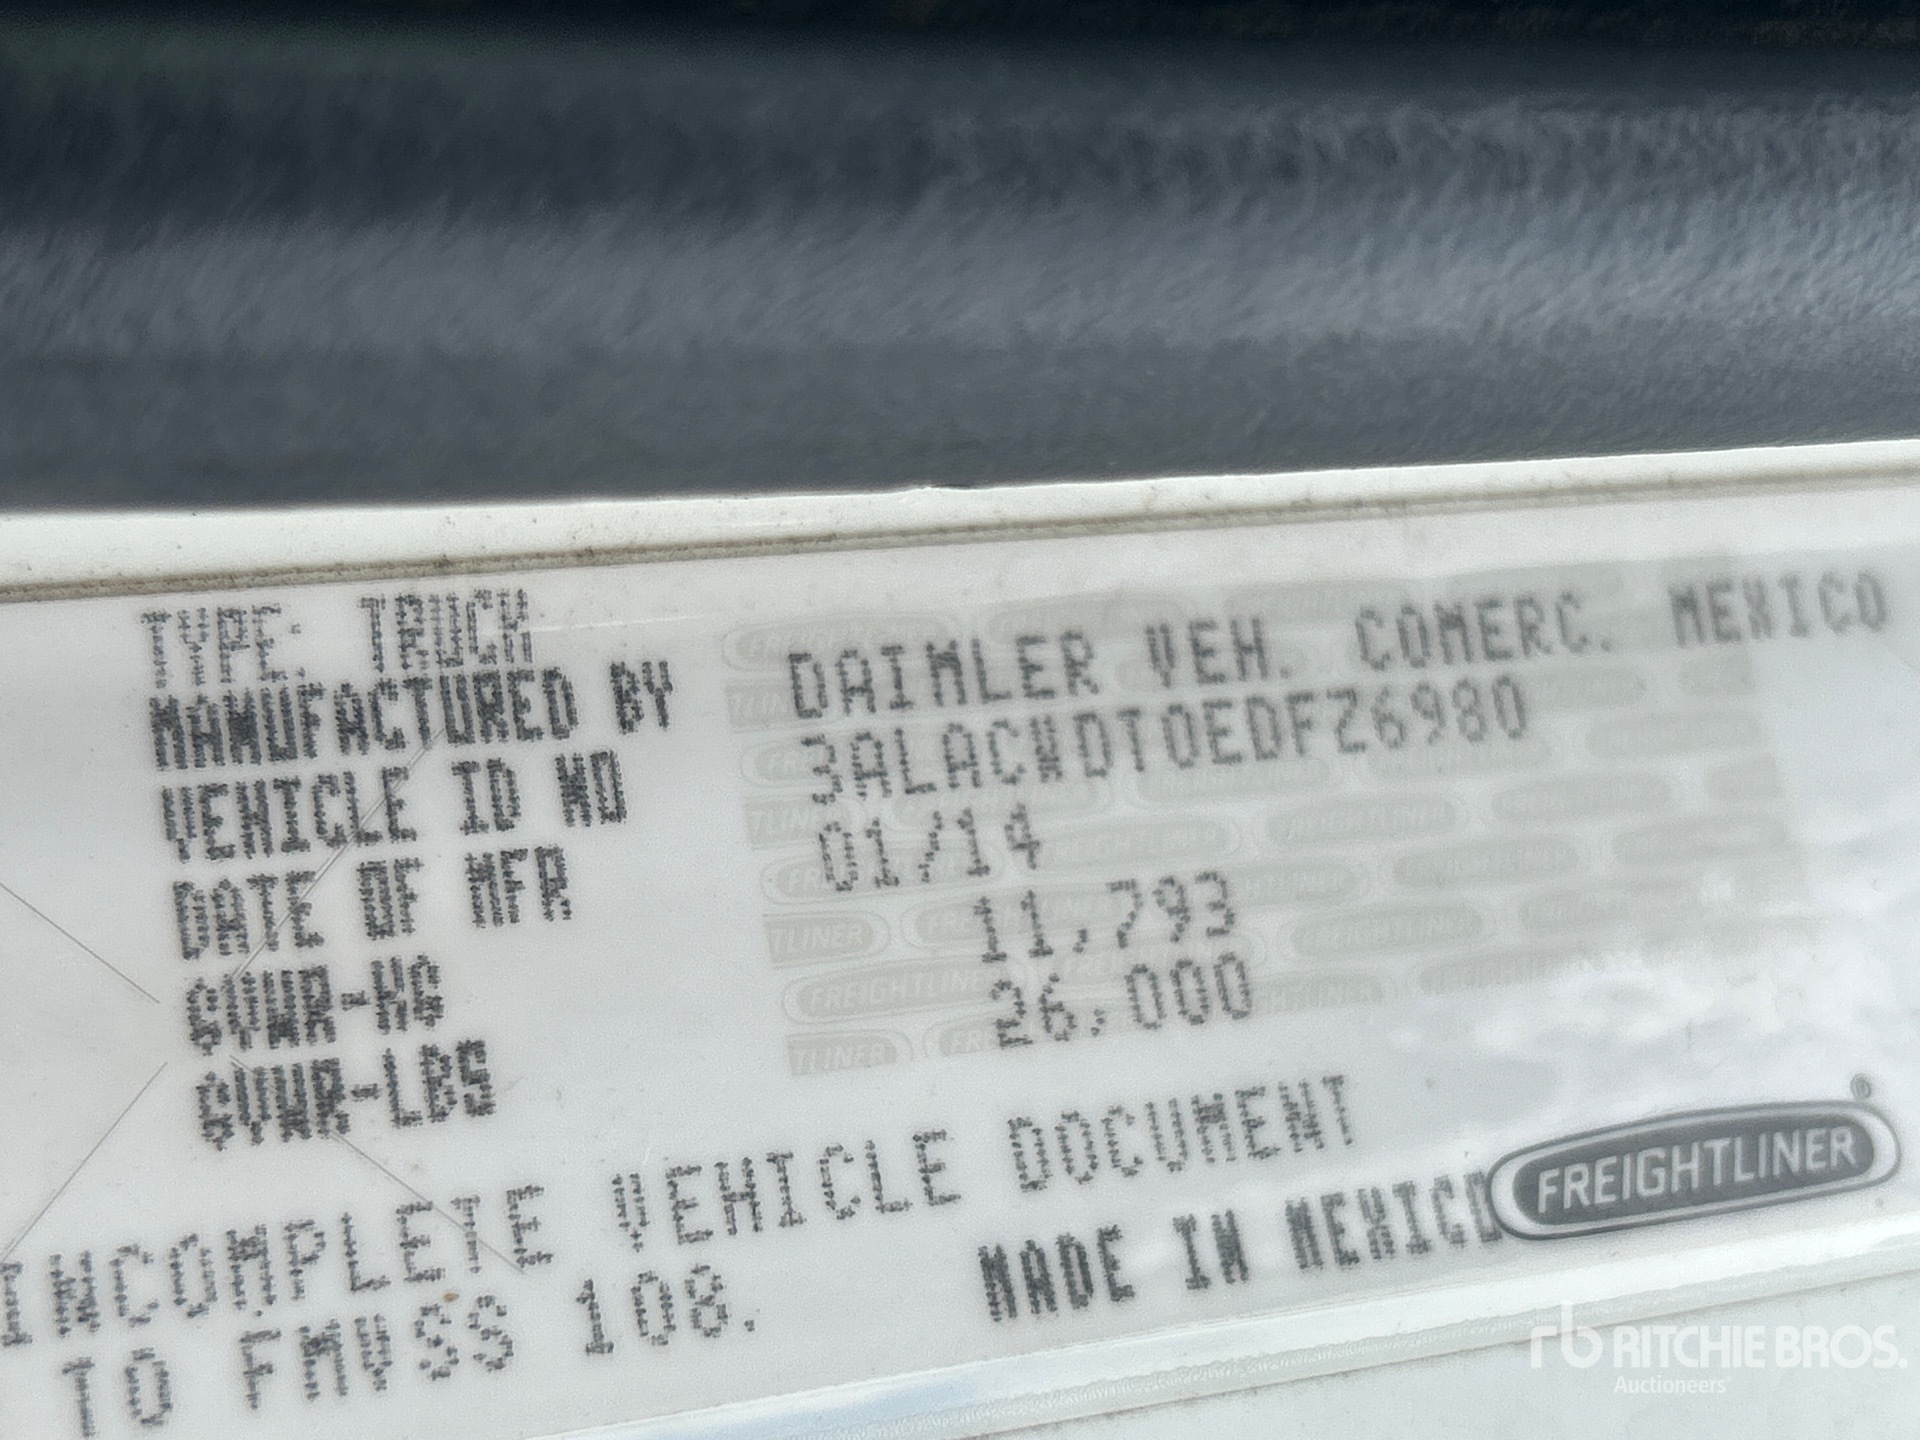 TYPE: TRUCK
MANUFACTURED BY DAIMLER VEH. COMERC. MEXICO
VEHICLE ID NO 3ALACWDT0EDFZ6980
DATE OF MFR 01/14
GVWR-KG 11,793
GVWR-LBS 26,000
INCOMPLETE VEHICLE DOCUMENT
TO FMVSS 108.
MADE IN MEXICO
FREIGHTLINER®
rb RITCHIE BROS.
Auctioneers